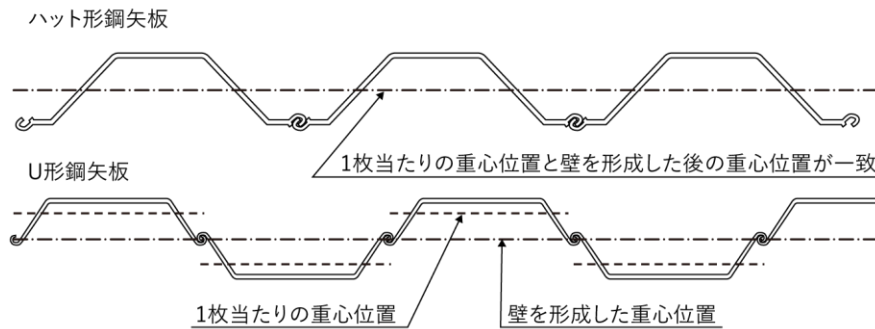 ハット形鋼矢板
1枚当たりの重心位置と壁を形成した後の重心位置が一致
U形鋼矢板
1枚当たりの重心位置
壁を形成した重心位置